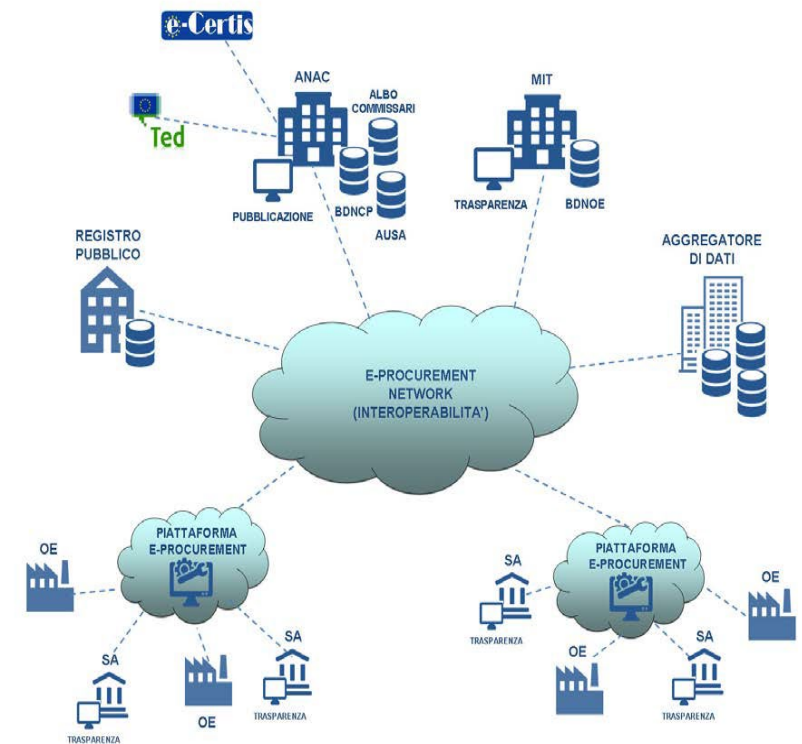 e-Certis
Ted
ANAC
ALBO
COMMISSARI
PUBBLICAZIONE
BDNCP
AUSA
MIT
TRASPARENZA
BDNOE
REGISTRO
PUBBLICO
AGGREGATORE
DI DATI
E-PROCUREMENT
NETWORK
(INTEROPERABILITA')
PIATTAFORMA
E-PROCUREMENT
OE
SA
TRASPARENZA
OE
SA
TRASPARENZA
PIATTAFORMA
E-PROCUREMENT
SA
TRASPARENZA
OE
OE
SA
TRASPARENZA